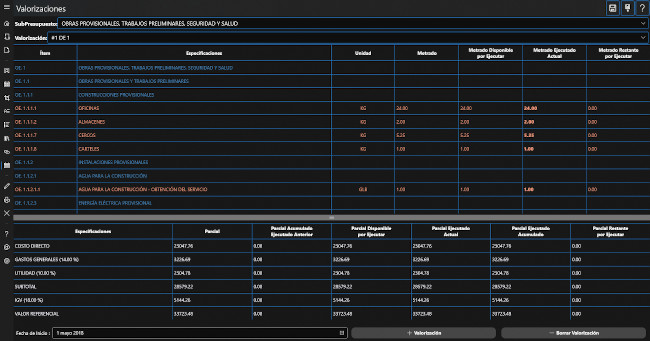 Valorizaciones
SubPresupuesto: OBRAS PROVISIONALES, TRABAJOS PRELIMINARES, SEGURIDAD Y SALUD
Valorización: #1 DE 1
Ítem Especificaciones Unidad Metrado Metrado Disponible por Ejecutar Metrado Ejecutado Actual Metrado Restante por Ejecutar
OE. 1 OBRAS PROVISIONALES, TRABAJOS PRELIMINARES, SEGURIDAD Y SALUD
OE. 1.1 OBRAS PROVISIONALES Y TRABAJOS PRELIMINARES
OE. 1.1.1 CONSTRUCCIONES PROVISIONALES
OE. 1.1.1.1 OFICINAS KG 24.00 24.00 24.00 0.00
OE. 1.1.1.2 ALMACENES KG 2.00 2.00 2.00 0.00
OE. 1.1.1.7 CERCOS KG 5.25 5.25 5.25 0.00
OE. 1.1.1.8 CARTELES KG 1.00 1.00 1.00 0.00
OE. 1.1.2 INSTALACIONES PROVISIONALES
OE. 1.1.2.1 AGUA PARA LA CONSTRUCCIÓN
OE. 1.1.2.1.1 AGUA PARA LA CONSTRUCCIÓN - OBTENCIÓN DEL SERVICIO GLB 1.00 1.00 1.00 0.00
OE. 1.1.2.3 ENERGÍA ELÉCTRICA PROVISIONAL
Especificaciones Parcial Parcial Acumulado Ejecutado Anterior Parcial Disponible por Ejecutar Parcial Ejecutado Actual Parcial Ejecutado Acumulado Parcial Restante por Ejecutar
COSTO DIRECTO 23047.76 0.00 23047.76 23047.76 23047.76 0.00
GASTOS GENERALES (14.00 %) 3226.69 0.00 3226.69 3226.69 3226.69 0.00
UTILIDAD (10.00 %) 2304.78 0.00 2304.78 2304.78 2304.78 0.00
SUBTOTAL 28579.22 0.00 28579.22 28579.22 28579.22 0.00
IGV (18.00 %) 5144.26 0.00 5144.26 5144.26 5144.26 0.00
VALOR REFERENCIAL 33723.48 0.00 33723.48 33723.48 33723.48 0.00
Fecha de Inicio : 1 mayo 2018 + Valorización — Borrar Valorización